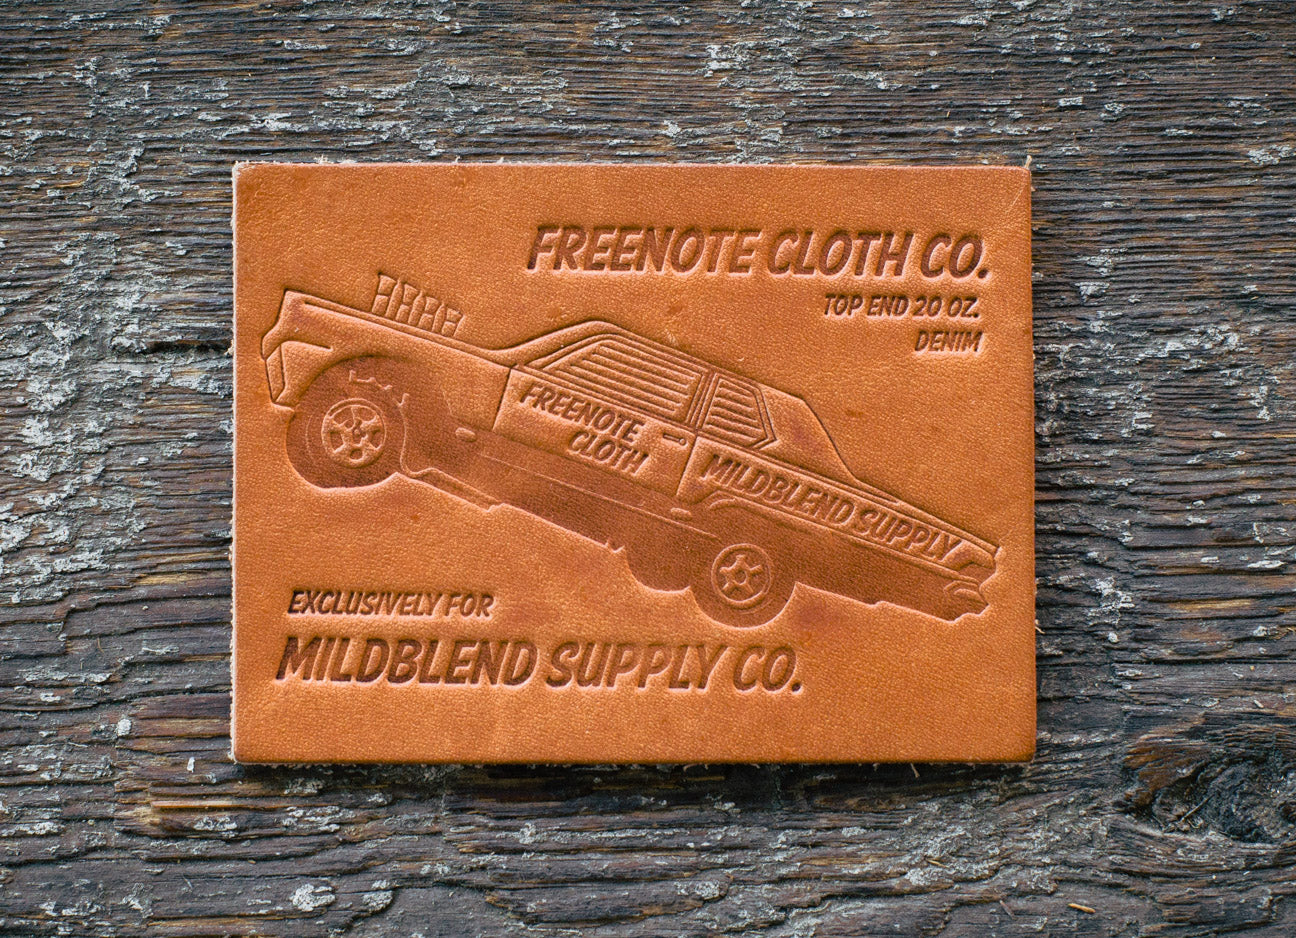 FREENOTE CLOTH CO.
TOP END 20 OZ.
DENIM
FREENOTE
CLOTH
MILDBLEND SUPPLY
EXCLUSIVELY FOR
MILDBLEND SUPPLY CO.